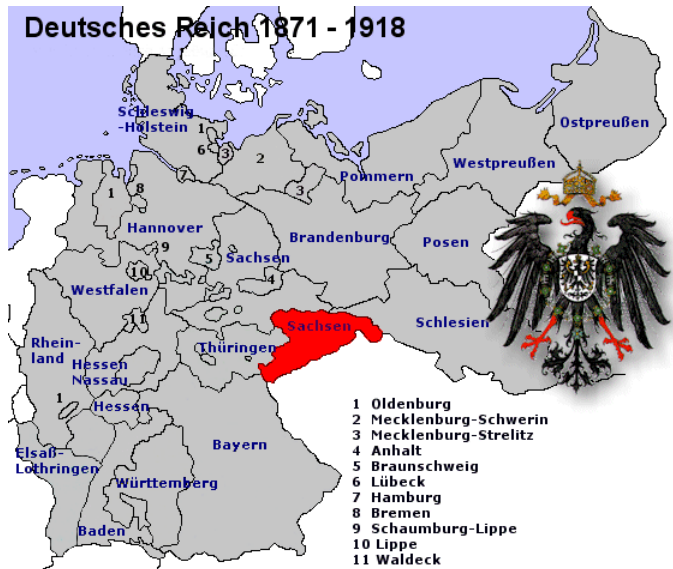 Deutsches Reich 1871 - 1918
Schleswig
-Holstein
Ostpreußen
1
6
3
2
Westpreußen
Pommern
7
3
1
8
Hannover
9
5
Sachsen
Brandenburg
Posen
10
4
Westfalen
11
Sachsen
Schlesien
Rhein-
land
Thüringen
Hessen
Nassau
1
Hessen
Bayern
Elsaß-
Lothringen
Württemberg
Baden
1 Oldenburg
2 Mecklenburg-Schwerin
3 Mecklenburg-Strelitz
4 Anhalt
5 Braunschweig
6 Lübeck
7 Hamburg
8 Bremen
9 Schaumburg-Lippe
10 Lippe
11 Waldeck